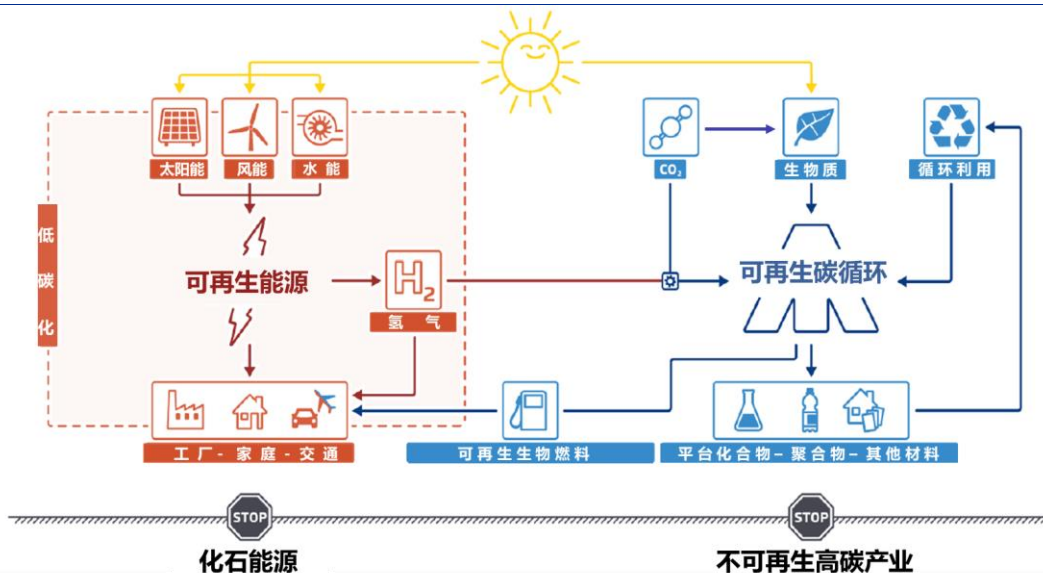 太阳能
风能
水能
CO₂
生物质
循环利用
低碳化
可再生能源
H₂
氢气
可再生碳循环
工厂-家庭-交通
可再生生物燃料
平台化合物-聚合物-其他材料
STOP
STOP
化石能源
不可再生高碳产业